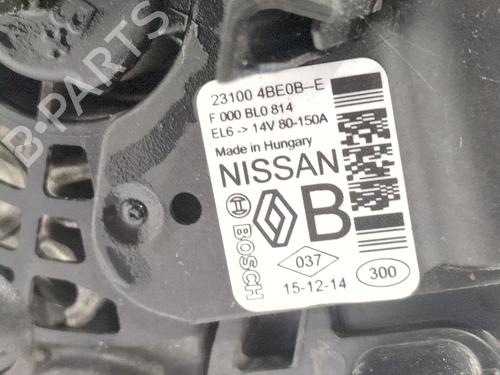 B-PARTS
23100 4BE0B--E
F 000 BL0 814
EL6 -> 14V 80-150A
Made in Hungary
NISSAN
B
BOSCH
037
300
15-12-14